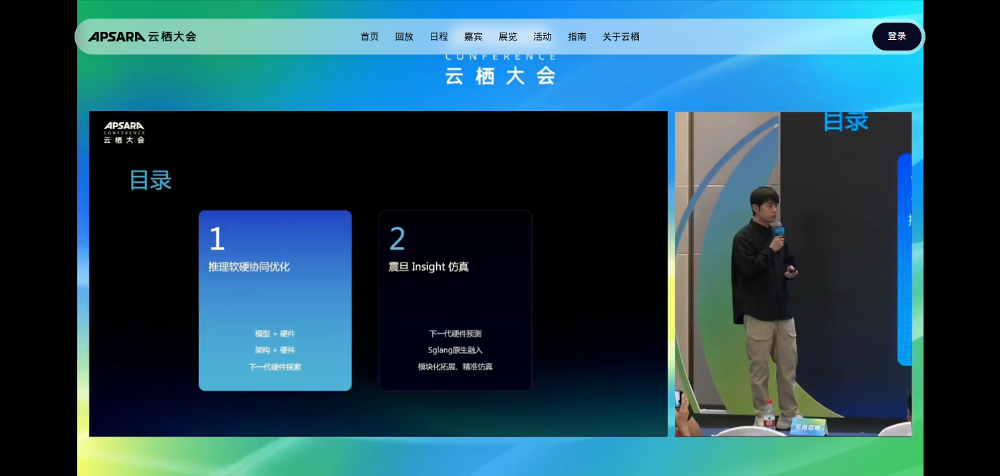 APSARA 云栖大会
首页 回放 日程 嘉宾 展览 活动 指南 关于云栖
登录
CONFERENCE
云栖大会
APSARA
CONFERENCE
云栖大会
目录
1
推理软硬协同优化
模型 + 硬件
架构 + 硬件
下一代硬件探索
2
震旦 Insight 仿真
下一代硬件预测
Sglang原生融入
模块化拓展、精准仿真
目录
无问芯穹